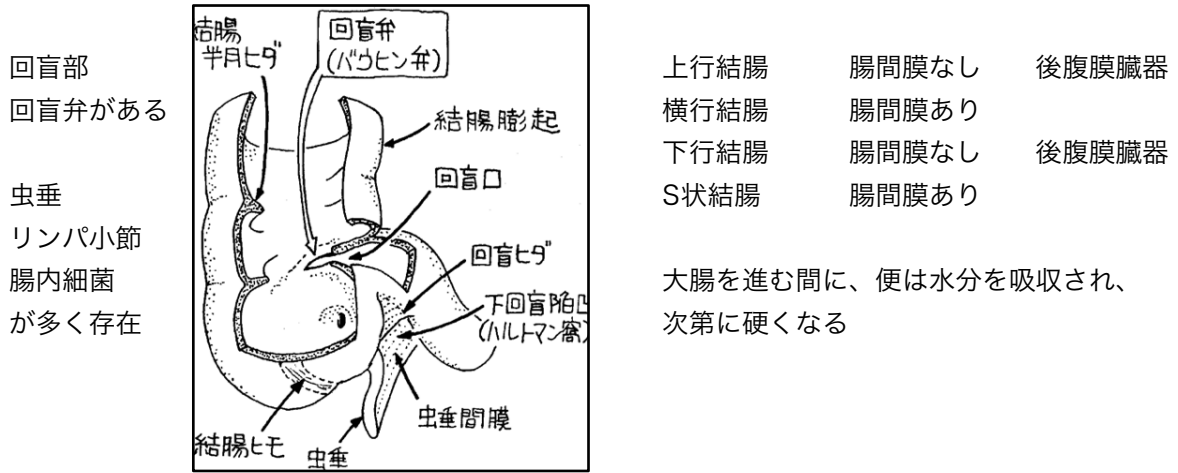 回盲部
回盲弁がある
虫垂
リンパ小節
腸内細菌
が多く存在
結腸
半月ヒダ
回盲弁
(バウヒン弁)
結腸膨起
回盲口
回盲ヒダ
下回盲陥凹
(ハルトマン窩)
虫垂間膜
虫垂
結腸ヒモ
上行結腸 腸間膜なし 後腹膜臓器
横行結腸 腸間膜あり
下行結腸 腸間膜なし 後腹膜臓器
S状結腸 腸間膜あり
大腸を進む間に、便は水分を吸収され、
次第に硬くなる